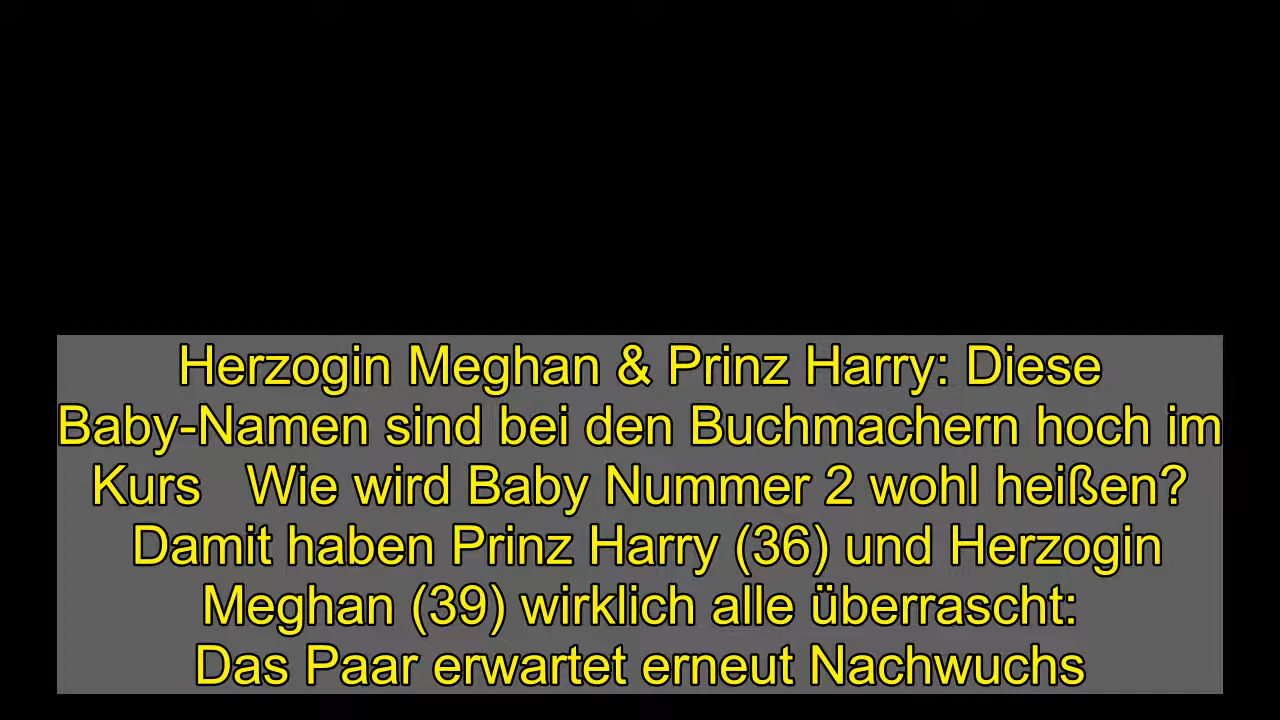 Herzogin Meghan & Prinz Harry: Diese
Baby-Namen sind bei den Buchmachern hoch im
Kurs   Wie wird Baby Nummer 2 wohl heißen?
Damit haben Prinz Harry (36) und Herzogin
Meghan (39) wirklich alle überrascht:
Das Paar erwartet erneut Nachwuchs